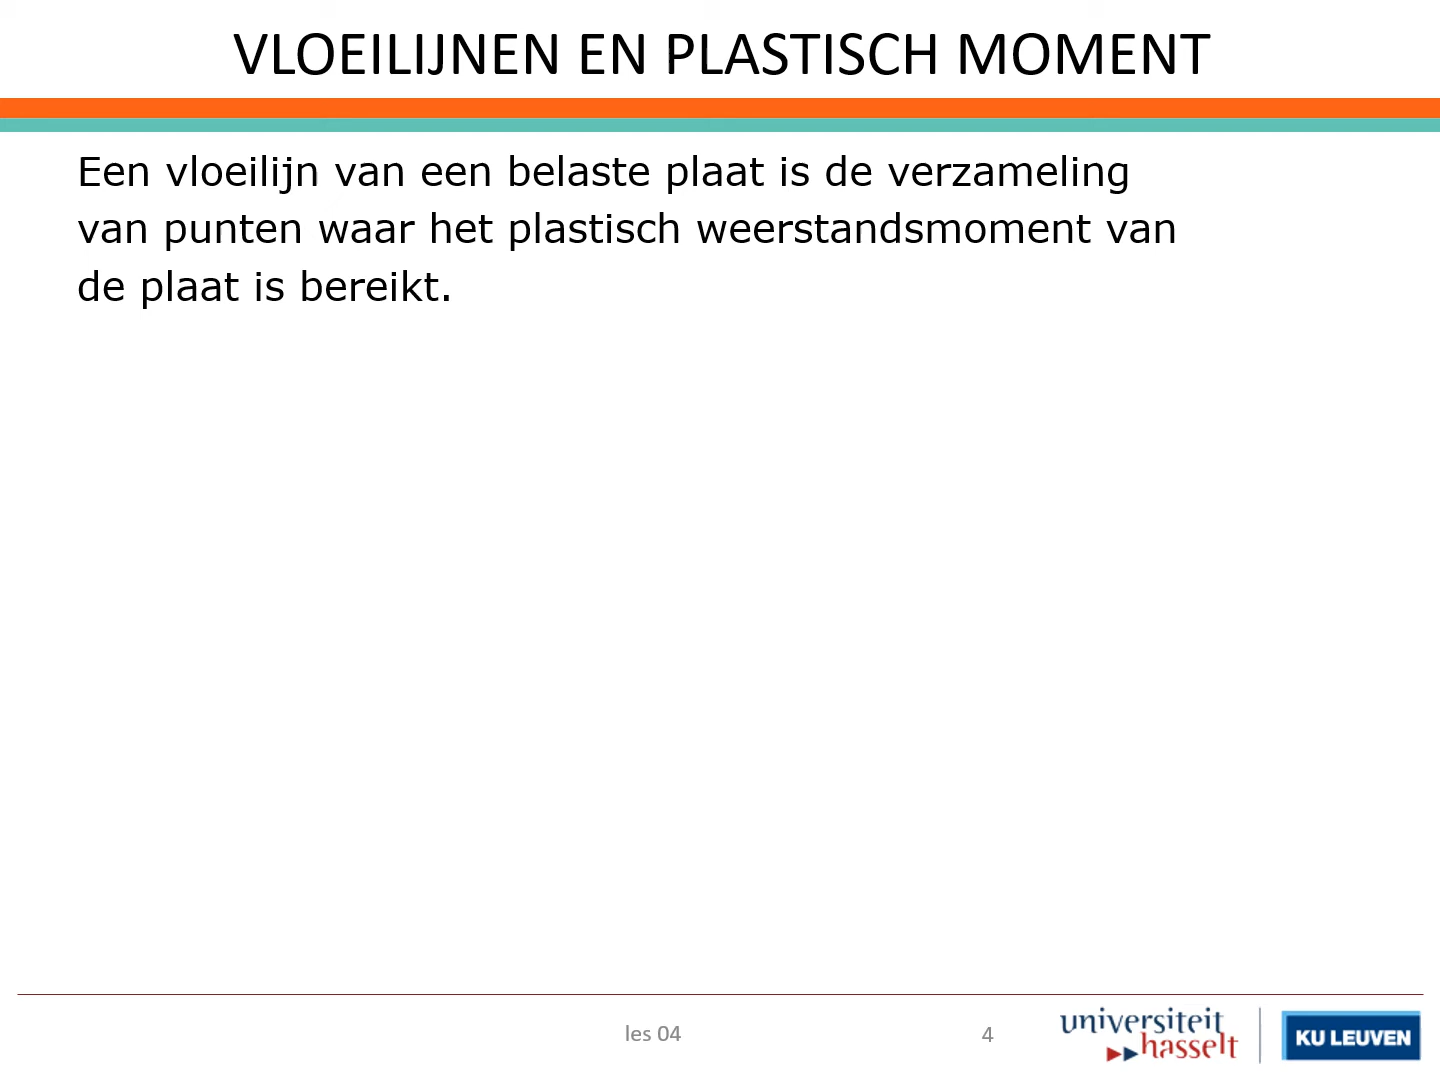 VLOEILIJNEN EN PLASTISCH MOMENT
Een vloeilijn van een belaste plaat is de verzameling
van punten waar het plastisch weerstandsmoment van
de plaat is bereikt.
les 04
4
universiteit
hasselt
KU LEUVEN